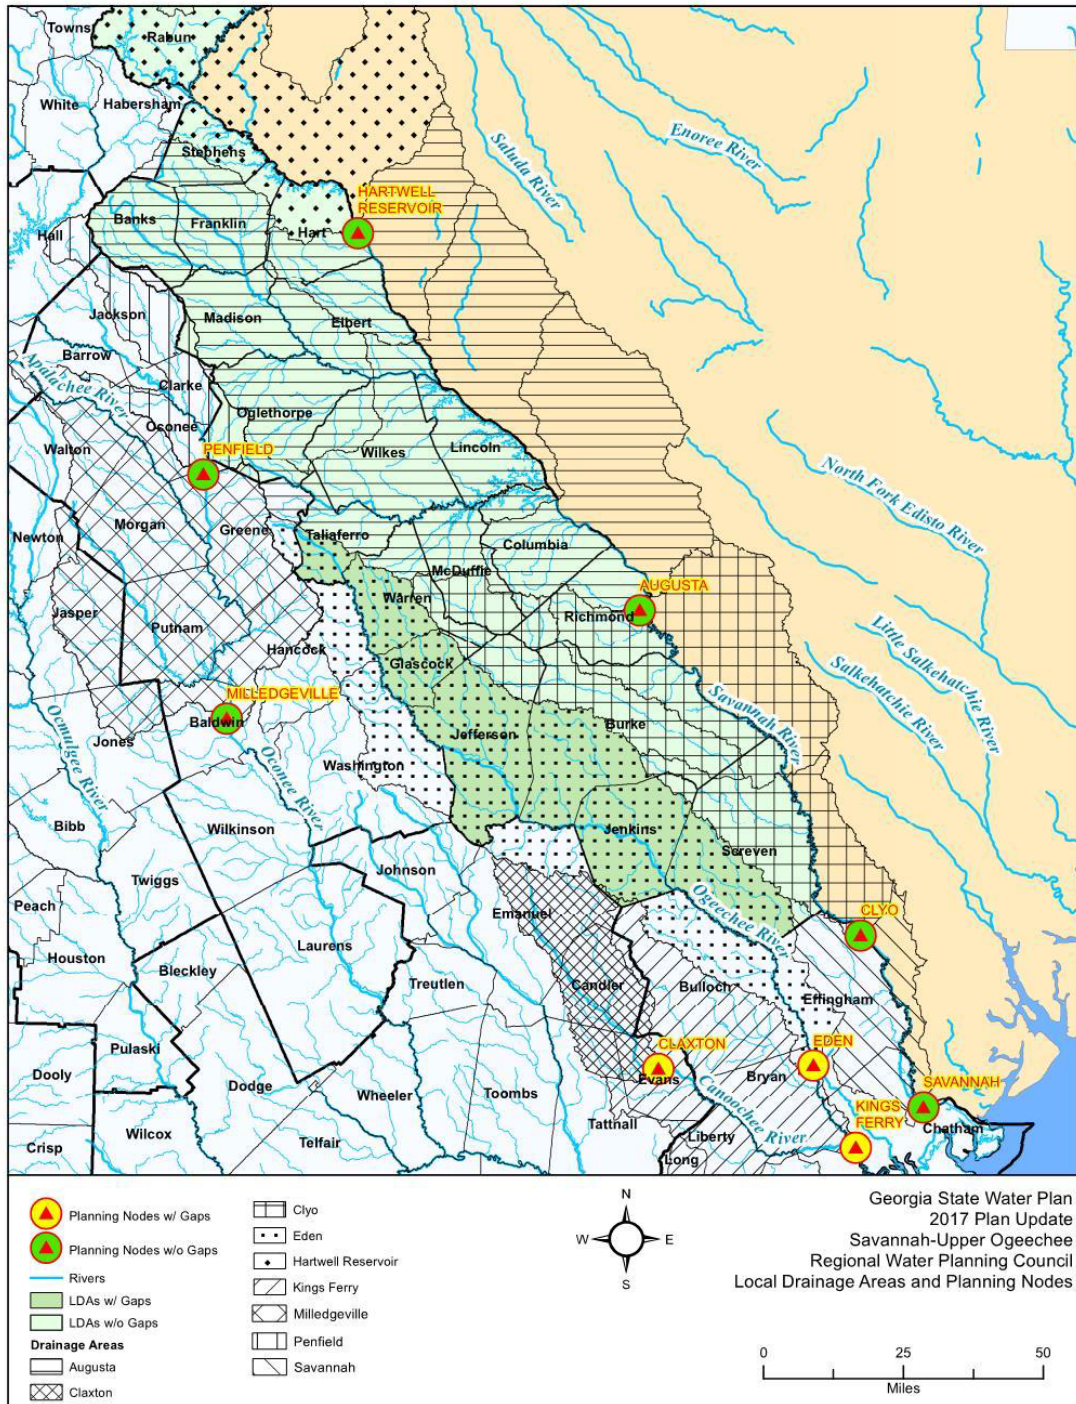 Towns
Rabun
White
Habersham
Enoree River
Saluda River
Stephens
HARTWELL
RESERVOIR
Banks
Franklin
Hart
Hall
Jackson
Madison
Elbert
Barrow
Apalachee River
Clarke
Oglethorpe
Oconee
PENFIELD
Wilkes
Lincoln
Walton
North Fork Edisto River
Morgan
Greene
Newton
Taliaferro
Columbia
McDuffie
AUGUSTA
Warren
Richmond
Jasper
Putnam
Hancock
Little Salkehatchie River
Salkehatchie River
Glascock
MILLEDGEVILLE
Baldwin
Savannah River
Burke
Jefferson
Jones
Ocmulgee River
Oconee River
Washington
Bibb
Wilkinson
Jenkins
Screven
Johnson
Twiggs
Peach
Emanuel
Ogeechee River
CLYO
Laurens
Houston
Bleckley
Treutlen
Candler
Bulloch
Effingham
CLAXTON
EDEN
Pulaski
Dooly
Evans
Bryan
Dodge
Wheeler
Toombs
Canoochee River
SAVANNAH
KINGS
FERRY
Chatham
Tattnall
Wilcox
Liberty
Crisp
Telfair
Long
Planning Nodes w/ Gaps
Planning Nodes w/o Gaps
Rivers
LDAs w/ Gaps
LDAs w/o Gaps
Drainage Areas
Augusta
Claxton
Clyo
Eden
Hartwell Reservoir
Kings Ferry
Milledgeville
Penfield
Savannah
N
W
E
S
Georgia State Water Plan
2017 Plan Update
Savannah-Upper Ogeechee
Regional Water Planning Council
Local Drainage Areas and Planning Nodes
0 25 50
Miles